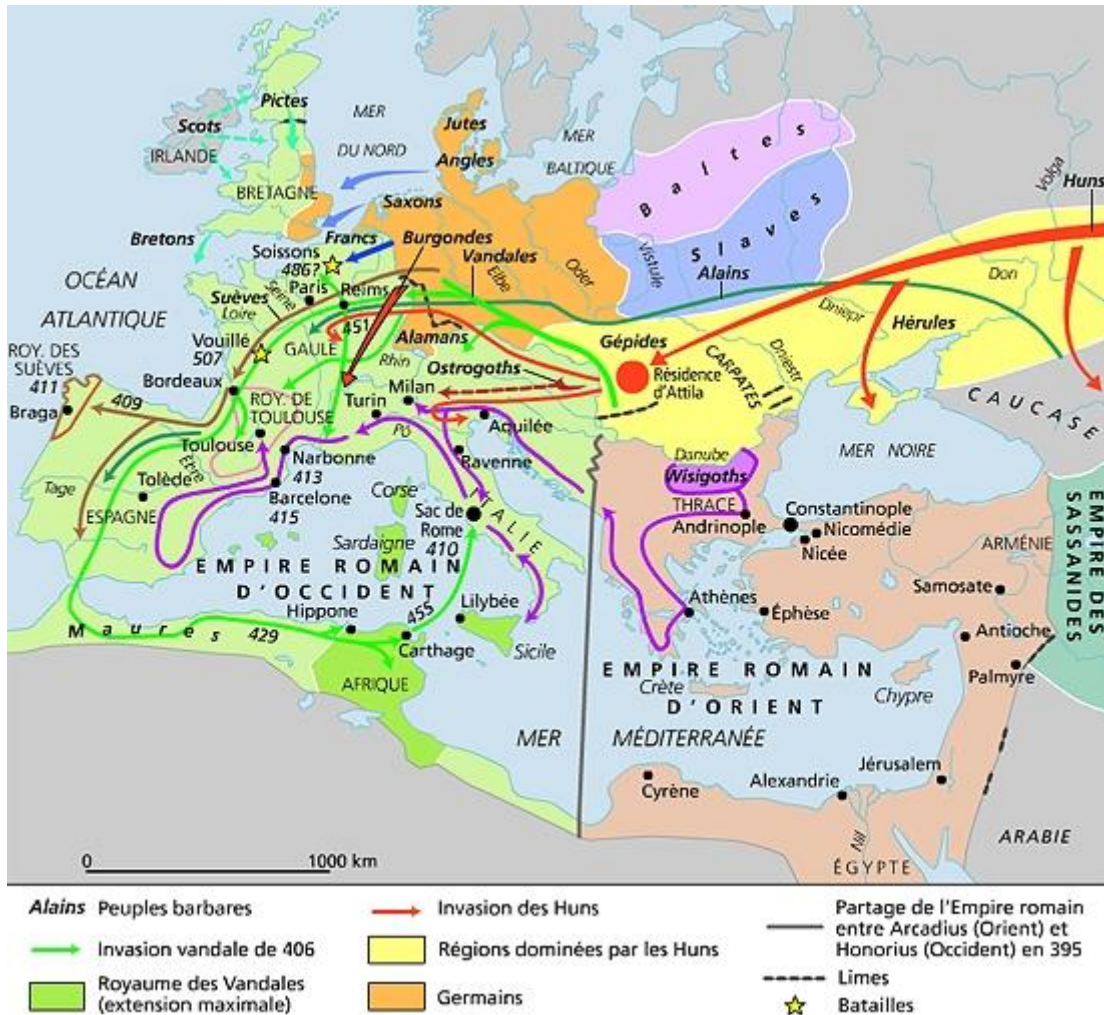 Pictes
Scots
IRLANDE
MER
DU NORD
Jutes
Angles
MER
BALTIQUE
Baltes
Volga
Huns
BRETAGNE
Saxons
Slaves
Bretons
Francs
Burgondes
Soissons
486?
Vandales
Elbe
Oder
Vistule
Alains
Don
OCÉAN
ATLANTIQUE
Paris
Seine
Reims
Suèves
Loire
451
Dniepr
Hérules
Vouillé
507
GAULE
Alamans
Rhin
Gépides
CARPATES
Dniestr
ROY. DES
SUÈVES
411
Bordeaux
Ostrogoths
Résidence
d'Attila
Milan
CAUCASE
Braga
409
ROY. DE
TOULOUSE
Turin
Pô
Aquilée
MER NOIRE
Toulouse
Danube
Èbre
Narbonne
413
Ravenne
Wisigoths
Tage
Tolède
Barcelone
415
Corse
ITALIE
THRACE
Constantinople
ESPAGNE
Sac de
Rome
410
Andrinople
Nicomédie
Nicée
ARMÉNIE
EMPIRE DES
SASSANIDES
Sardaigne
EMPIRE ROMAIN
D'OCCIDENT
Samosate
Hippone
455
Lilybée
Athènes
Éphèse
Maures 429
Carthage
Sicile
Antioche
AFRIQUE
EMPIRE ROMAIN
D'ORIENT
Crète
Chypre
Palmyre
MER MÉDITERRANÉE
Cyrène
Alexandrie
Jérusalem
Nil
ARABIE
ÉGYPTE
0 1000 km
Alains Peuples barbares
Invasion vandale de 406
Royaume des Vandales
(extension maximale)
Invasion des Huns
Régions dominées par les Huns
Germains
Partage de l'Empire romain
entre Arcadius (Orient) et
Honorius (Occident) en 395
Limes
Batailles